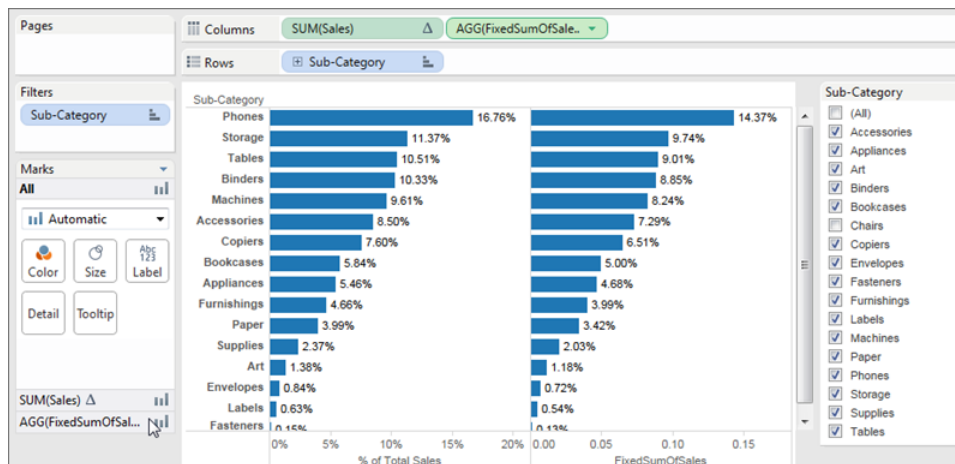 Pages
Columns SUM(Sales) Δ AGG(FixedSumOfSale..
Rows Sub-Category
Filters
Sub-Category
Marks
All
Automatic
Color Size Abc 123 Label
Detail Tooltip
SUM(Sales) Δ
AGG(FixedSumOfSal...
Sub-Category
Phones 16.76% 14.37%
Storage 11.37% 9.74%
Tables 10.51% 9.01%
Binders 10.33% 8.85%
Machines 9.61% 8.24%
Accessories 8.50% 7.29%
Copiers 7.60% 6.51%
Bookcases 5.84% 5.00%
Appliances 5.46% 4.68%
Furnishings 4.66% 3.99%
Paper 3.99% 3.42%
Supplies 2.37% 2.03%
Art 1.38% 1.18%
Envelopes 0.84% 0.72%
Labels 0.63% 0.54%
Fasteners 0.15% 0.13%
0% 5% 10% 15% 20% 0.00 0.05 0.10 0.15
% of Total Sales FixedSumOfSales
Sub-Category
(All)
Accessories
Appliances
Art
Binders
Bookcases
Chairs
Copiers
Envelopes
Fasteners
Furnishings
Labels
Machines
Paper
Phones
Storage
Supplies
Tables